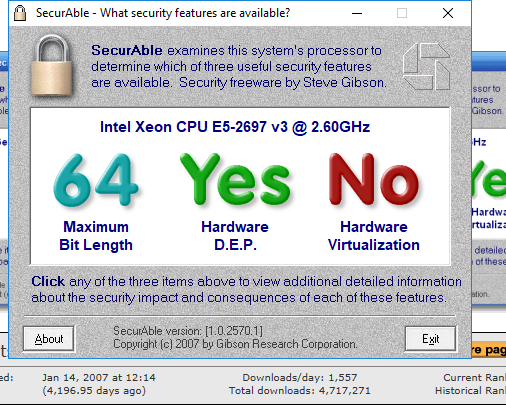 SecurAble - What security features are available?
SecurAble examines this system's processor to
determine which of three useful security features
are available. Security freeware by Steve Gibson.
Intel Xeon CPU E5-2697 v3 @ 2.60GHz
64 Yes No
Maximum Hardware Hardware
Bit Length D.E.P. Virtualization
Click any of the three items above to view additional detailed information
about the security impact and consequences of each of these features.
About
SecurAble version: [1.0.2570.1]
Copyright (c) 2007 by Gibson Research Corporation.
Exit
Jan 14, 2007 at 12:14 Downloads/day: 1,557 Current Rank
(4,196.95 days ago) Total downloads: 4,717,271 Historical Rank